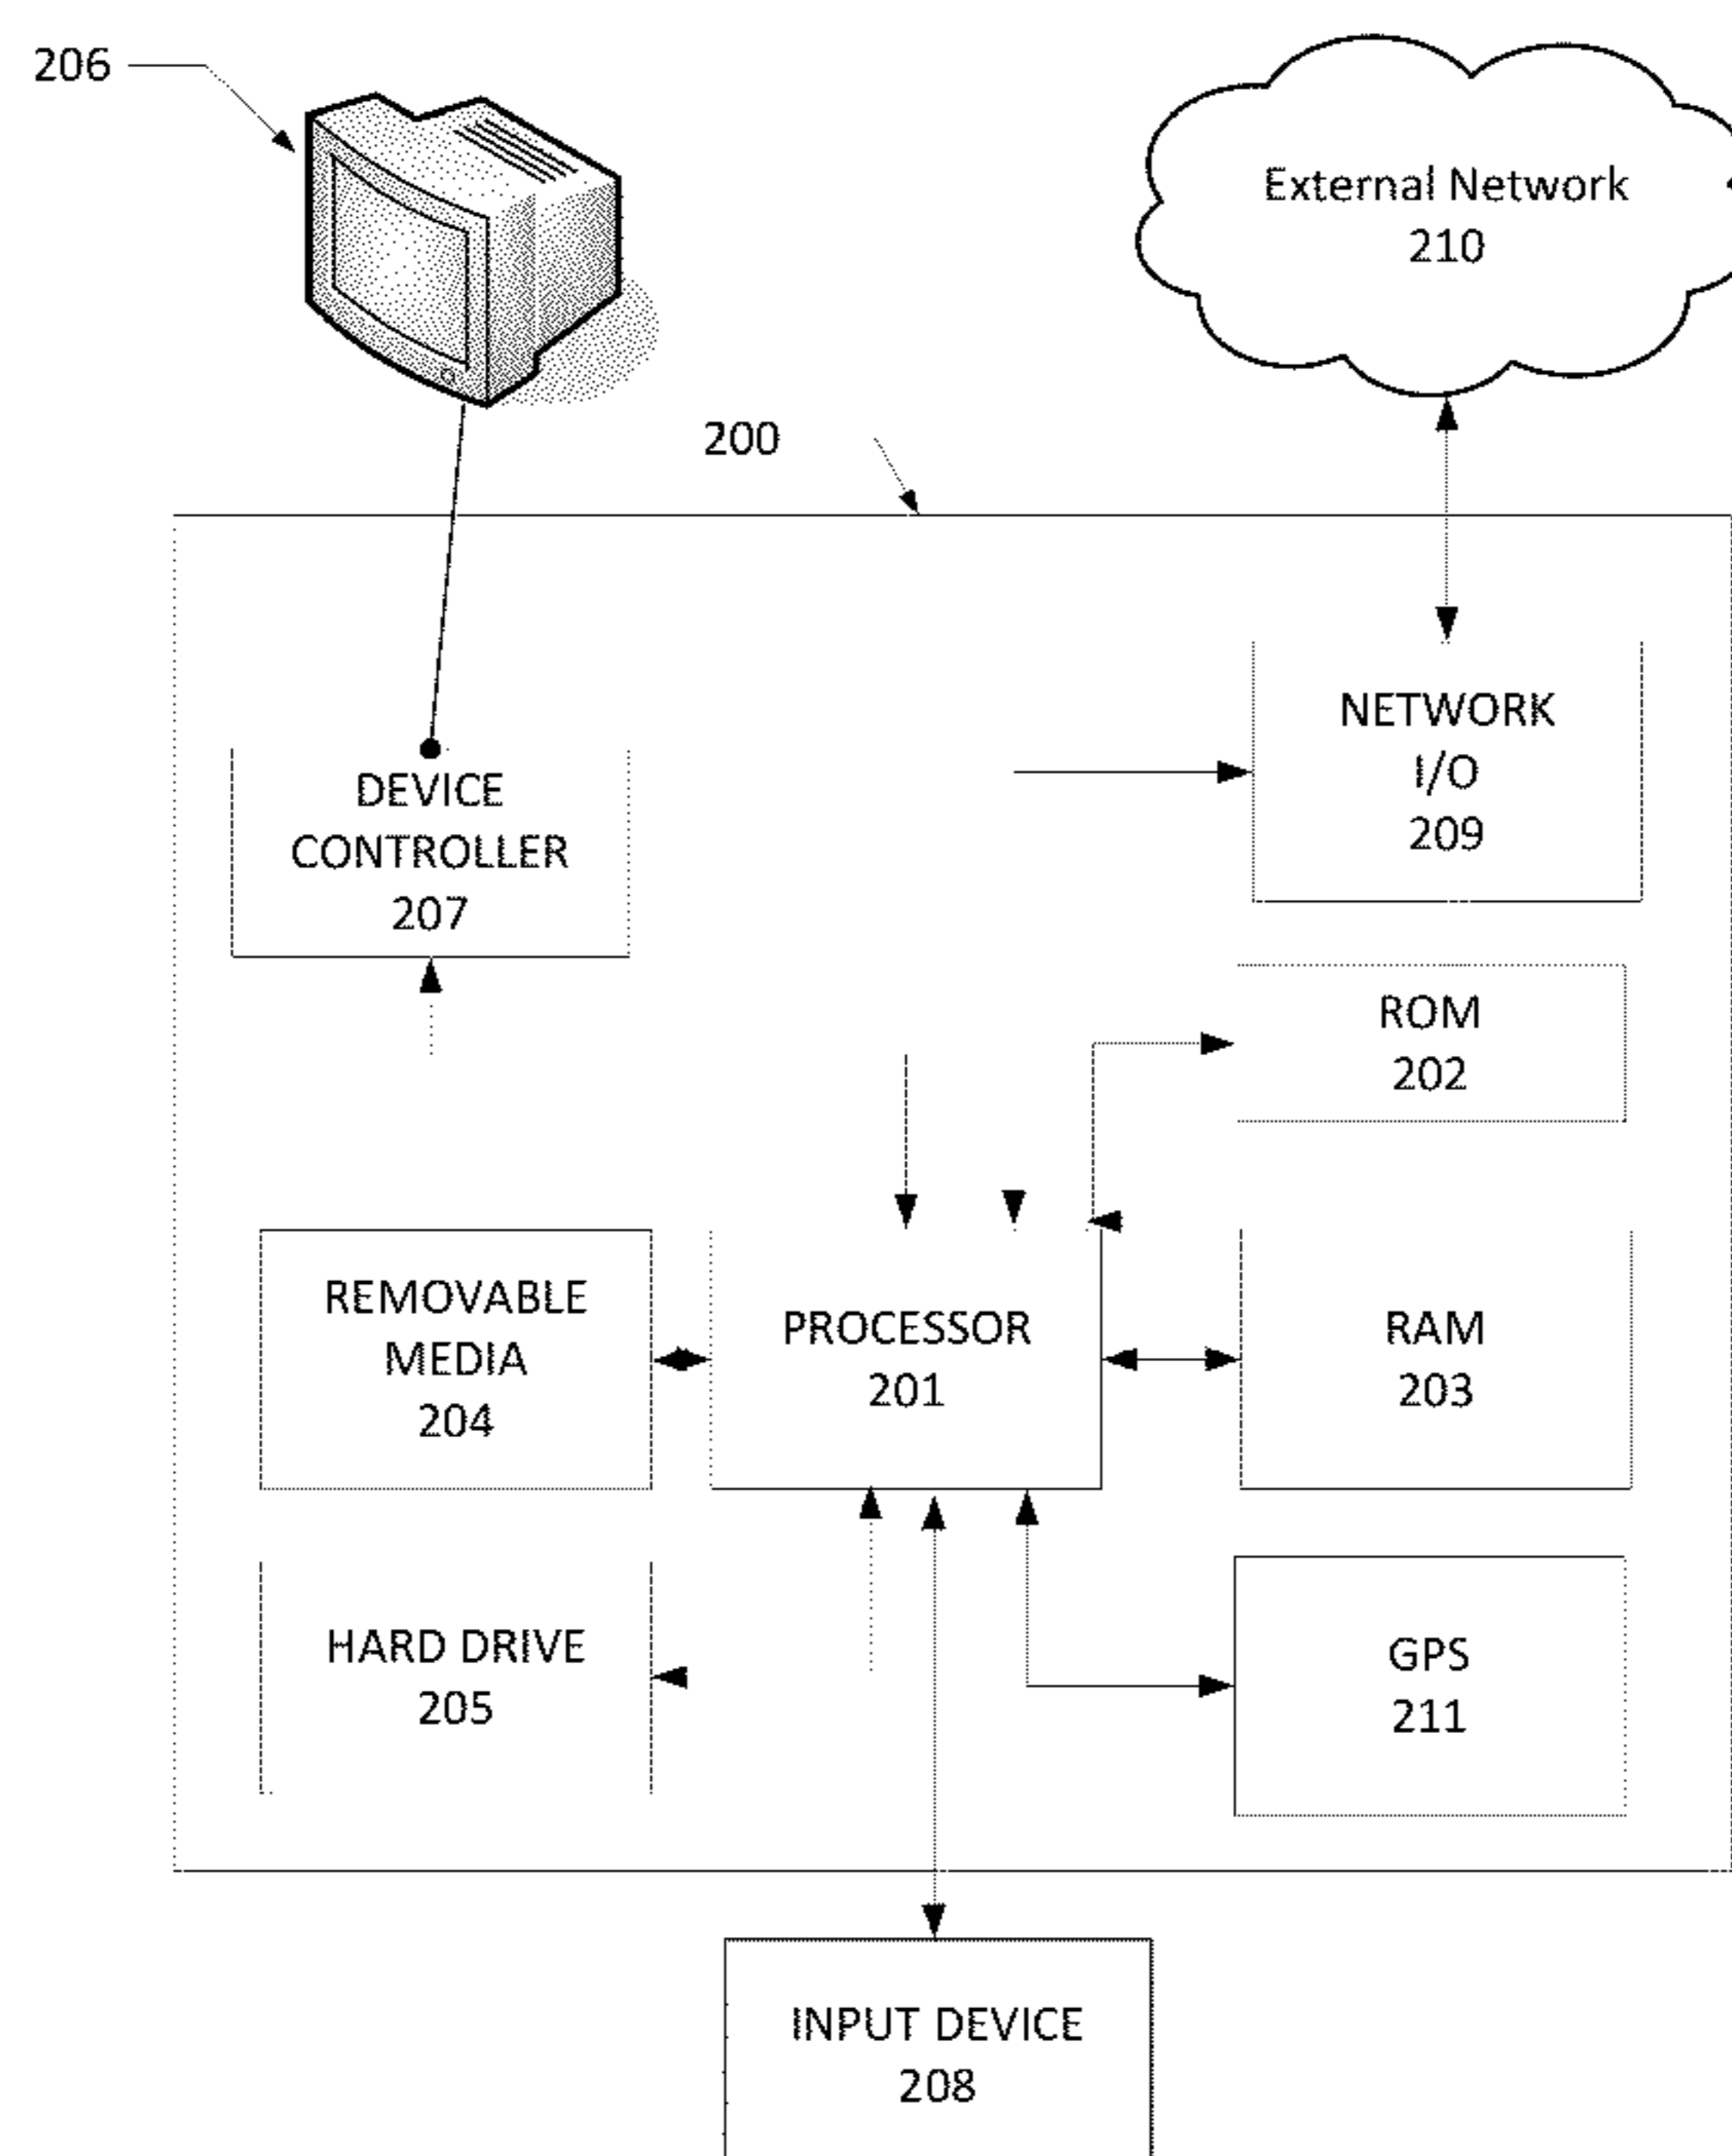 206
External Network
210
200
NETWORK
I/O
209
DEVICE
CONTROLLER
207
ROM
202
REMOVABLE
MEDIA
204
PROCESSOR
201
RAM
203
HARD DRIVE
205
GPS
211
INPUT DEVICE
208